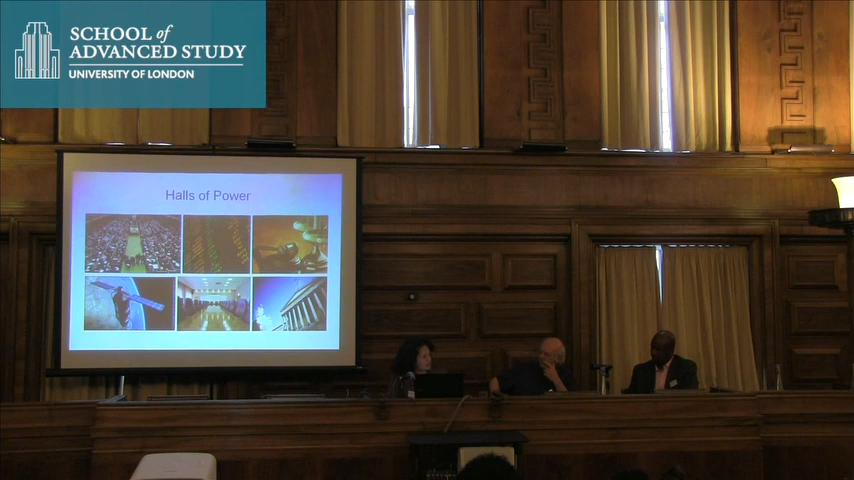 SCHOOL of
ADVANCED STUDY
UNIVERSITY OF LONDON
Halls of Power